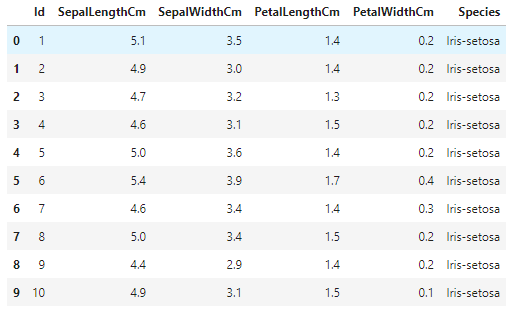 Id SepalLengthCm SepalWidthCm PetalLengthCm PetalWidthCm Species
0 1 5.1 3.5 1.4 0.2 Iris-setosa
1 2 4.9 3.0 1.4 0.2 Iris-setosa
2 3 4.7 3.2 1.3 0.2 Iris-setosa
3 4 4.6 3.1 1.5 0.2 Iris-setosa
4 5 5.0 3.6 1.4 0.2 Iris-setosa
5 6 5.4 3.9 1.7 0.4 Iris-setosa
6 7 4.6 3.4 1.4 0.3 Iris-setosa
7 8 5.0 3.4 1.5 0.2 Iris-setosa
8 9 4.4 2.9 1.4 0.2 Iris-setosa
9 10 4.9 3.1 1.5 0.1 Iris-setosa